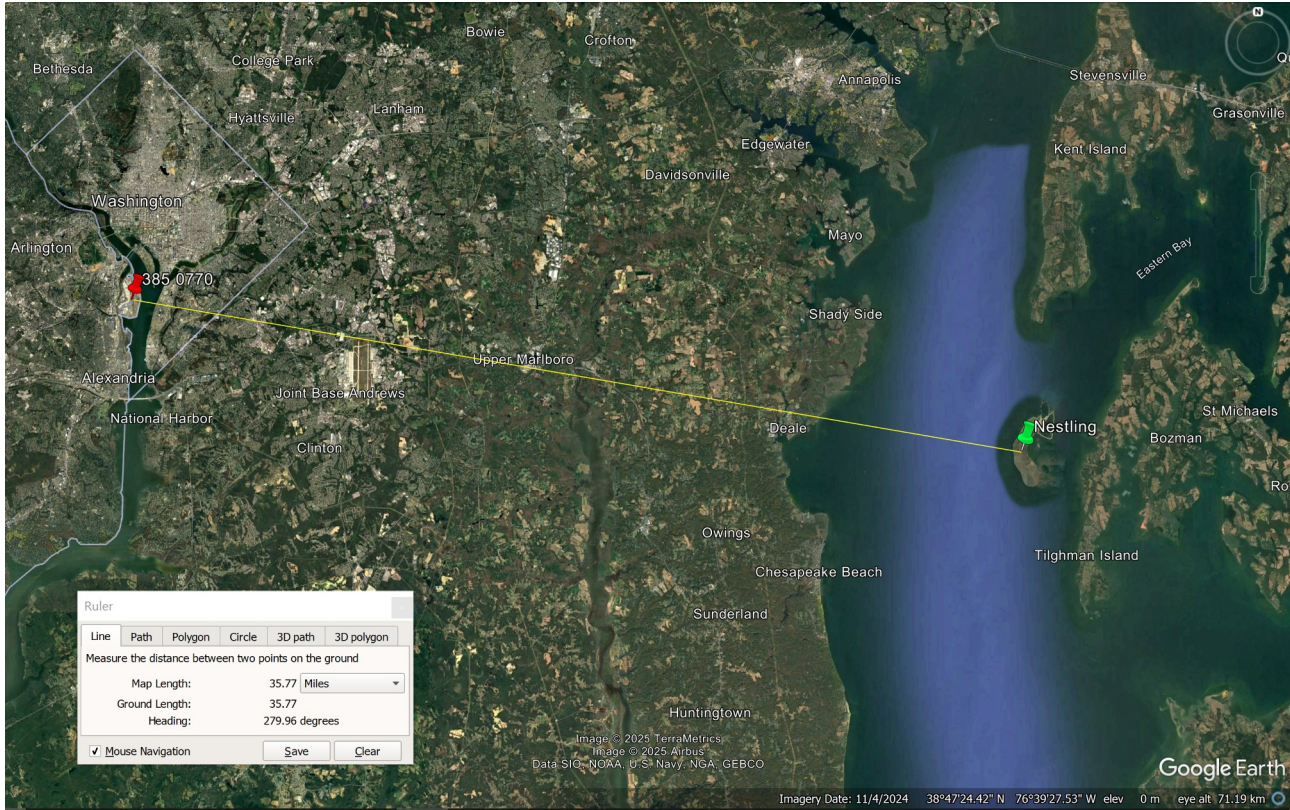 Bowie
Crofton
Bethesda
College Park
Annapolis
Stevensville
Lanham
Hyattsville
Grasonville
Edgewater
Kent Island
Davidsonville
Washington
Arlington
Mayo
Eastern Bay
385 0770
Shady Side
Upper Marlboro
Alexandria
Joint Base Andrews
National Harbor
St Michaels
Deale
Nestling
Bozman
Clinton
Owings
Tilghman Island
Chesapeake Beach
Sunderland
Huntingtown
Ruler
Line Path Polygon Circle 3D path 3D polygon
Measure the distance between two points on the ground
Map Length: 35.77 Miles
Ground Length: 35.77
Heading: 279.96 degrees
Mouse Navigation Save Clear
Image © 2025 TerraMetrics
Image © 2025 Airbus
Data SIO, NOAA, U.S. Navy, NGA, GEBCO
Google Earth
Imagery Date: 11/4/2024 38°47'24.42" N 76°39'27.53" W elev 0 m eye alt 71.19 km
N